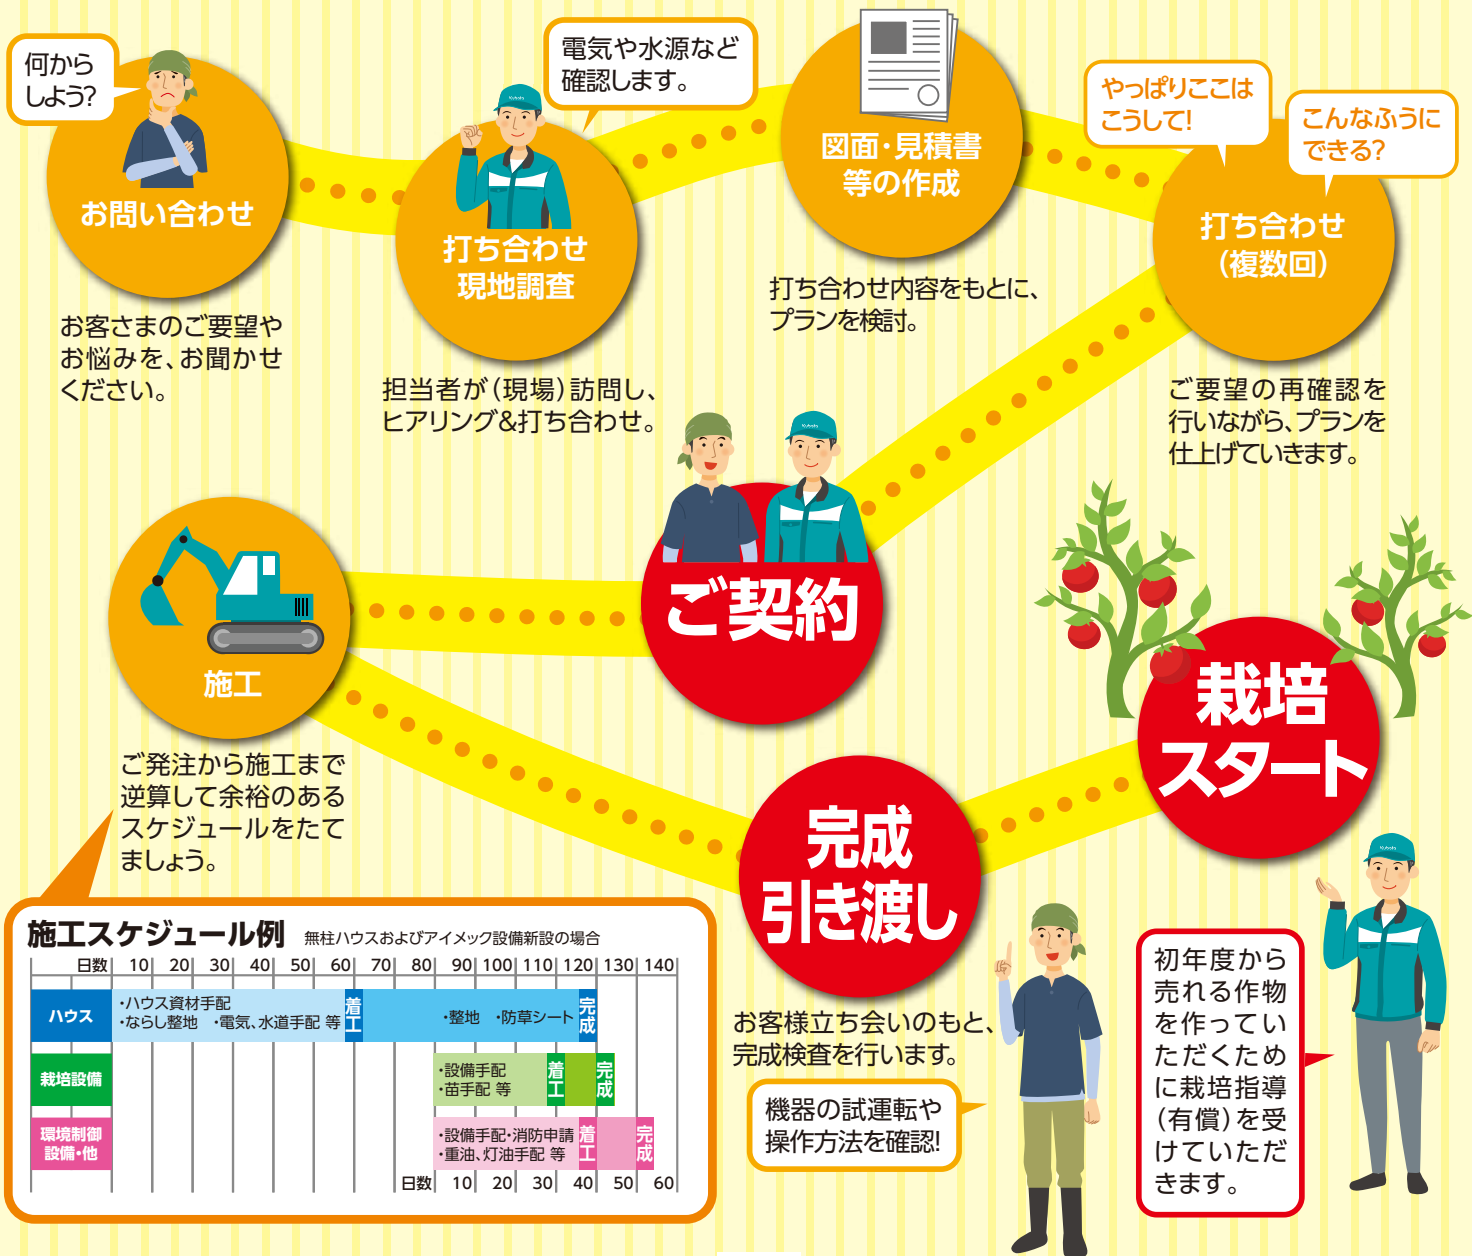 何から
しよう?
お問い合わせ
お客さまのご要望や
お悩みを、お聞かせ
ください。
電気や水源など
確認します。
Kubota
打ち合わせ
現地調査
担当者が(現場)訪問し、
ヒアリング&打ち合わせ。
図面・見積書
等の作成
打ち合わせ内容をもとに、
プランを検討。
やっぱりここは
こうして!
こんなふうに
できる?
打ち合わせ
(複数回)
ご要望の再確認を
行いながら、プランを
仕上げていきます。
Kubota
ご契約
施工
ご発注から施工まで
逆算して余裕のある
スケジュールをたて
ましょう。
完成
引き渡し
お客様立ち会いのもと、
完成検査を行います。
機器の試運転や
操作方法を確認!
栽培
スタート
Kubota
初年度から
売れる作物
を作ってい
ただくため
に栽培指導
(有償)を受
けていただ
きます。
施工スケジュール例 無柱ハウスおよびアイメック設備新設の場合
日数 10 20 30 40 50 60 70 80 90 100 110 120 130 140
ハウス
・ハウス資材手配
・ならし整地 ・電気、水道手配 等
着工
・整地 ・防草シート
完成
栽培設備
・設備手配
・苗手配 等
着工
完成
環境制御
設備・他
・設備手配・消防申請
・重油、灯油手配 等
着工
完成
日数 10 20 30 40 50 60